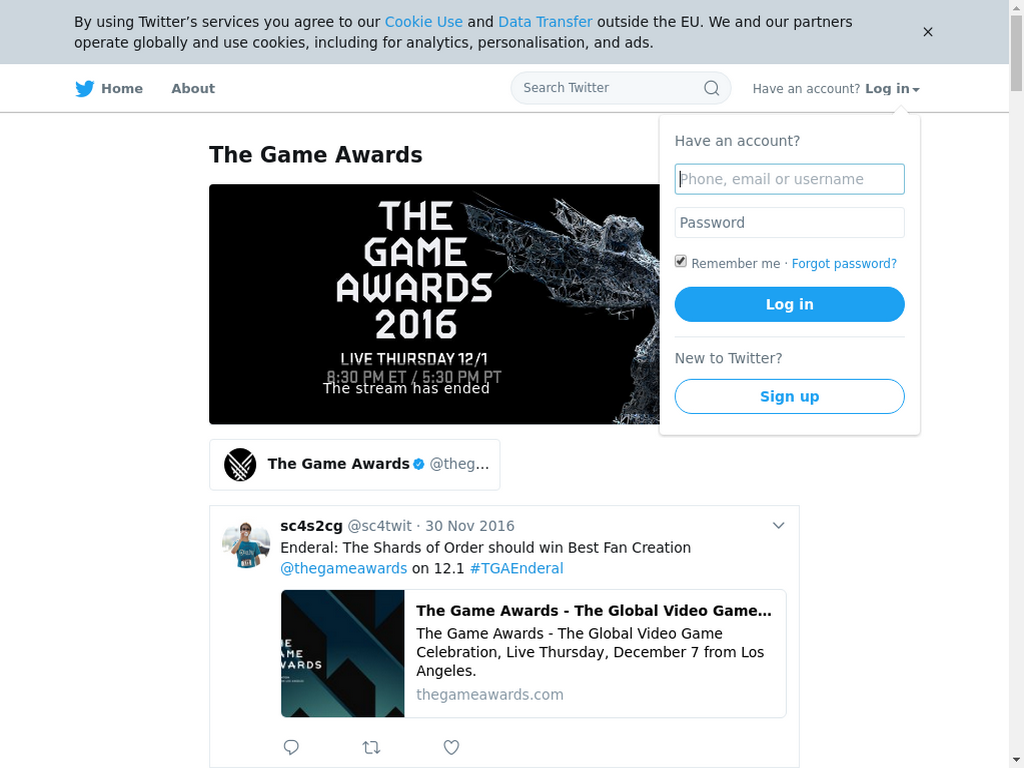 By using Twitter’s services you agree to our Cookie Use and Data Transfer outside the EU. We and our partners
operate globally and use cookies, including for analytics, personalisation, and ads.
Home
About
Search Twitter
Have an account? Log in
The Game Awards
Have an account?
Phone, email or username
Password
Remember me · Forgot password?
Log in
New to Twitter?
Sign up
THE
GAME
AWARDS
2016
LIVE THURSDAY 12/1
8:30 PM ET / 5:30 PM PT
The stream has ended
The Game Awards @theg...
sc4s2cg @sc4twit · 30 Nov 2016
Enderal: The Shards of Order should win Best Fan Creation
@thegameawards on 12.1 #TGAEnderal
The Game Awards - The Global Video Game...
The Game Awards - The Global Video Game
Celebration, Live Thursday, December 7 from Los
Angeles.
thegameawards.com